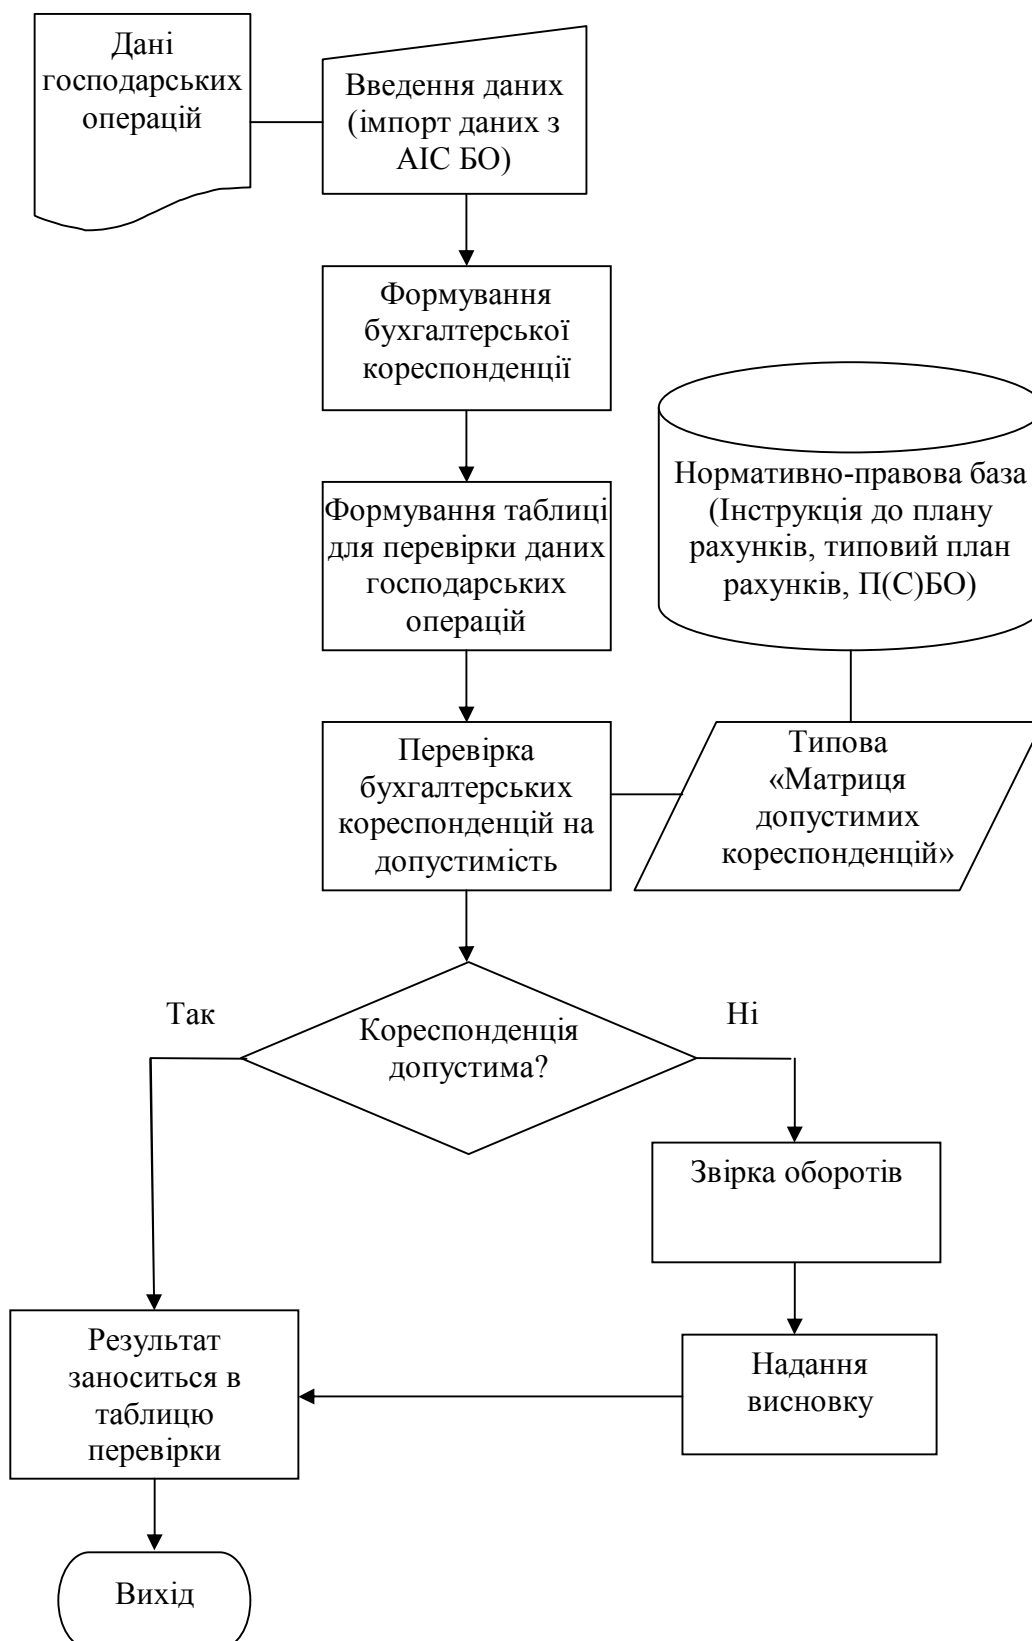 Дані
господарських
операцій
Введення даних
(імпорт даних з
АІС БО)
Формування
бухгалтерської
кореспонденції
Формування таблиці
для перевірки даних
господарських
операцій
Нормативно-правова база
(Інструкція до плану
рахунків, типовий план
рахунків, П(С)БО)
Перевірка
бухгалтерських
кореспонденцій на
допустимість
Типова
«Матриця
допустимих
кореспонденцій»
Так
Кореспонденція
допустима?
Ні
Звірка оборотів
Результат
заноситься в
таблицю
перевірки
Надання
висновку
Вихід